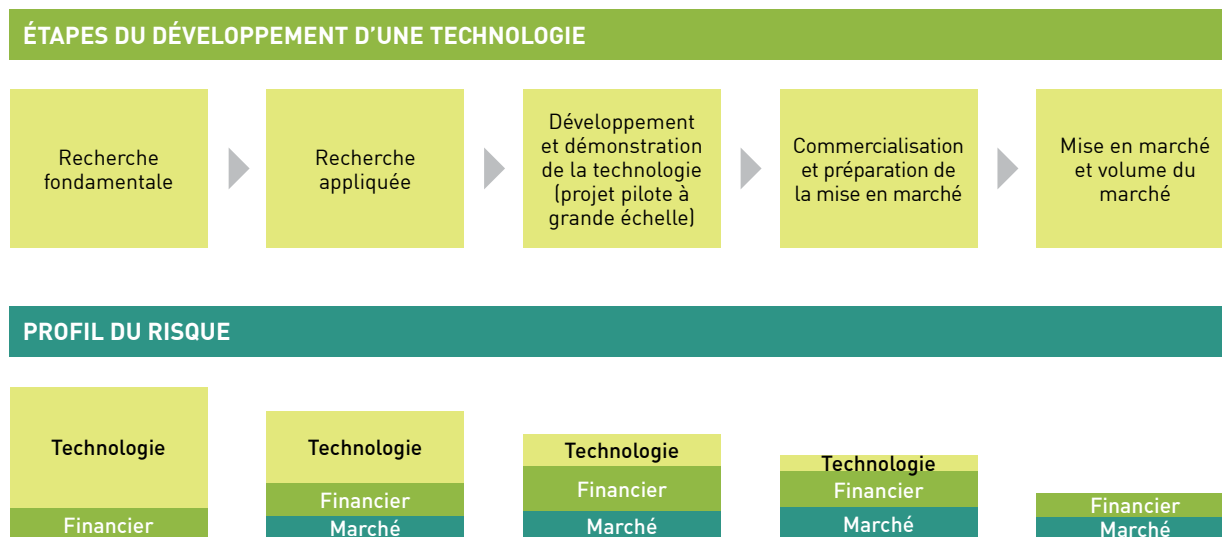 ÉTAPES DU DÉVELOPPEMENT D'UNE TECHNOLOGIE
Recherche
fondamentale
Recherche
appliquée
Développement
et démonstration
de la technologie
(projet pilote à
grande échelle)
Commercialisation
et préparation de
la mise en marché
Mise en marché
et volume du
marché
PROFIL DU RISQUE
Technologie
Financier
Technologie
Financier
Marché
Technologie
Financier
Marché
Technologie
Financier
Marché
Financier
Marché